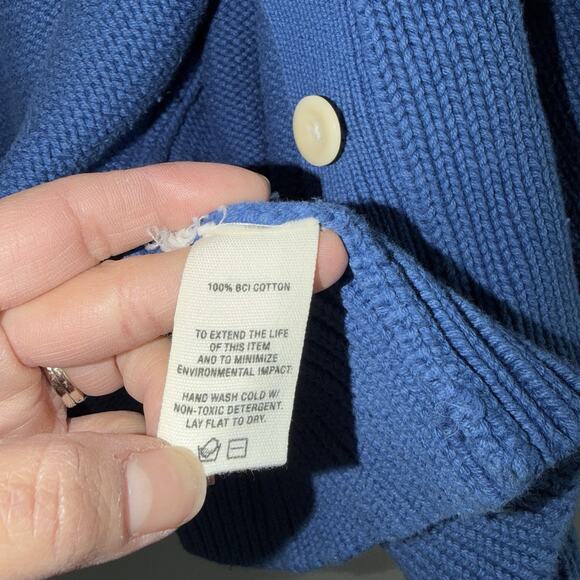 100% BCI COTTON
TO EXTEND THE LIFE
OF THIS ITEM
AND TO MINIMIZE
ENVIRONMENTAL IMPACT:
HAND WASH COLD W/
NON-TOXIC DETERGENT.
LAY FLAT TO DRY.